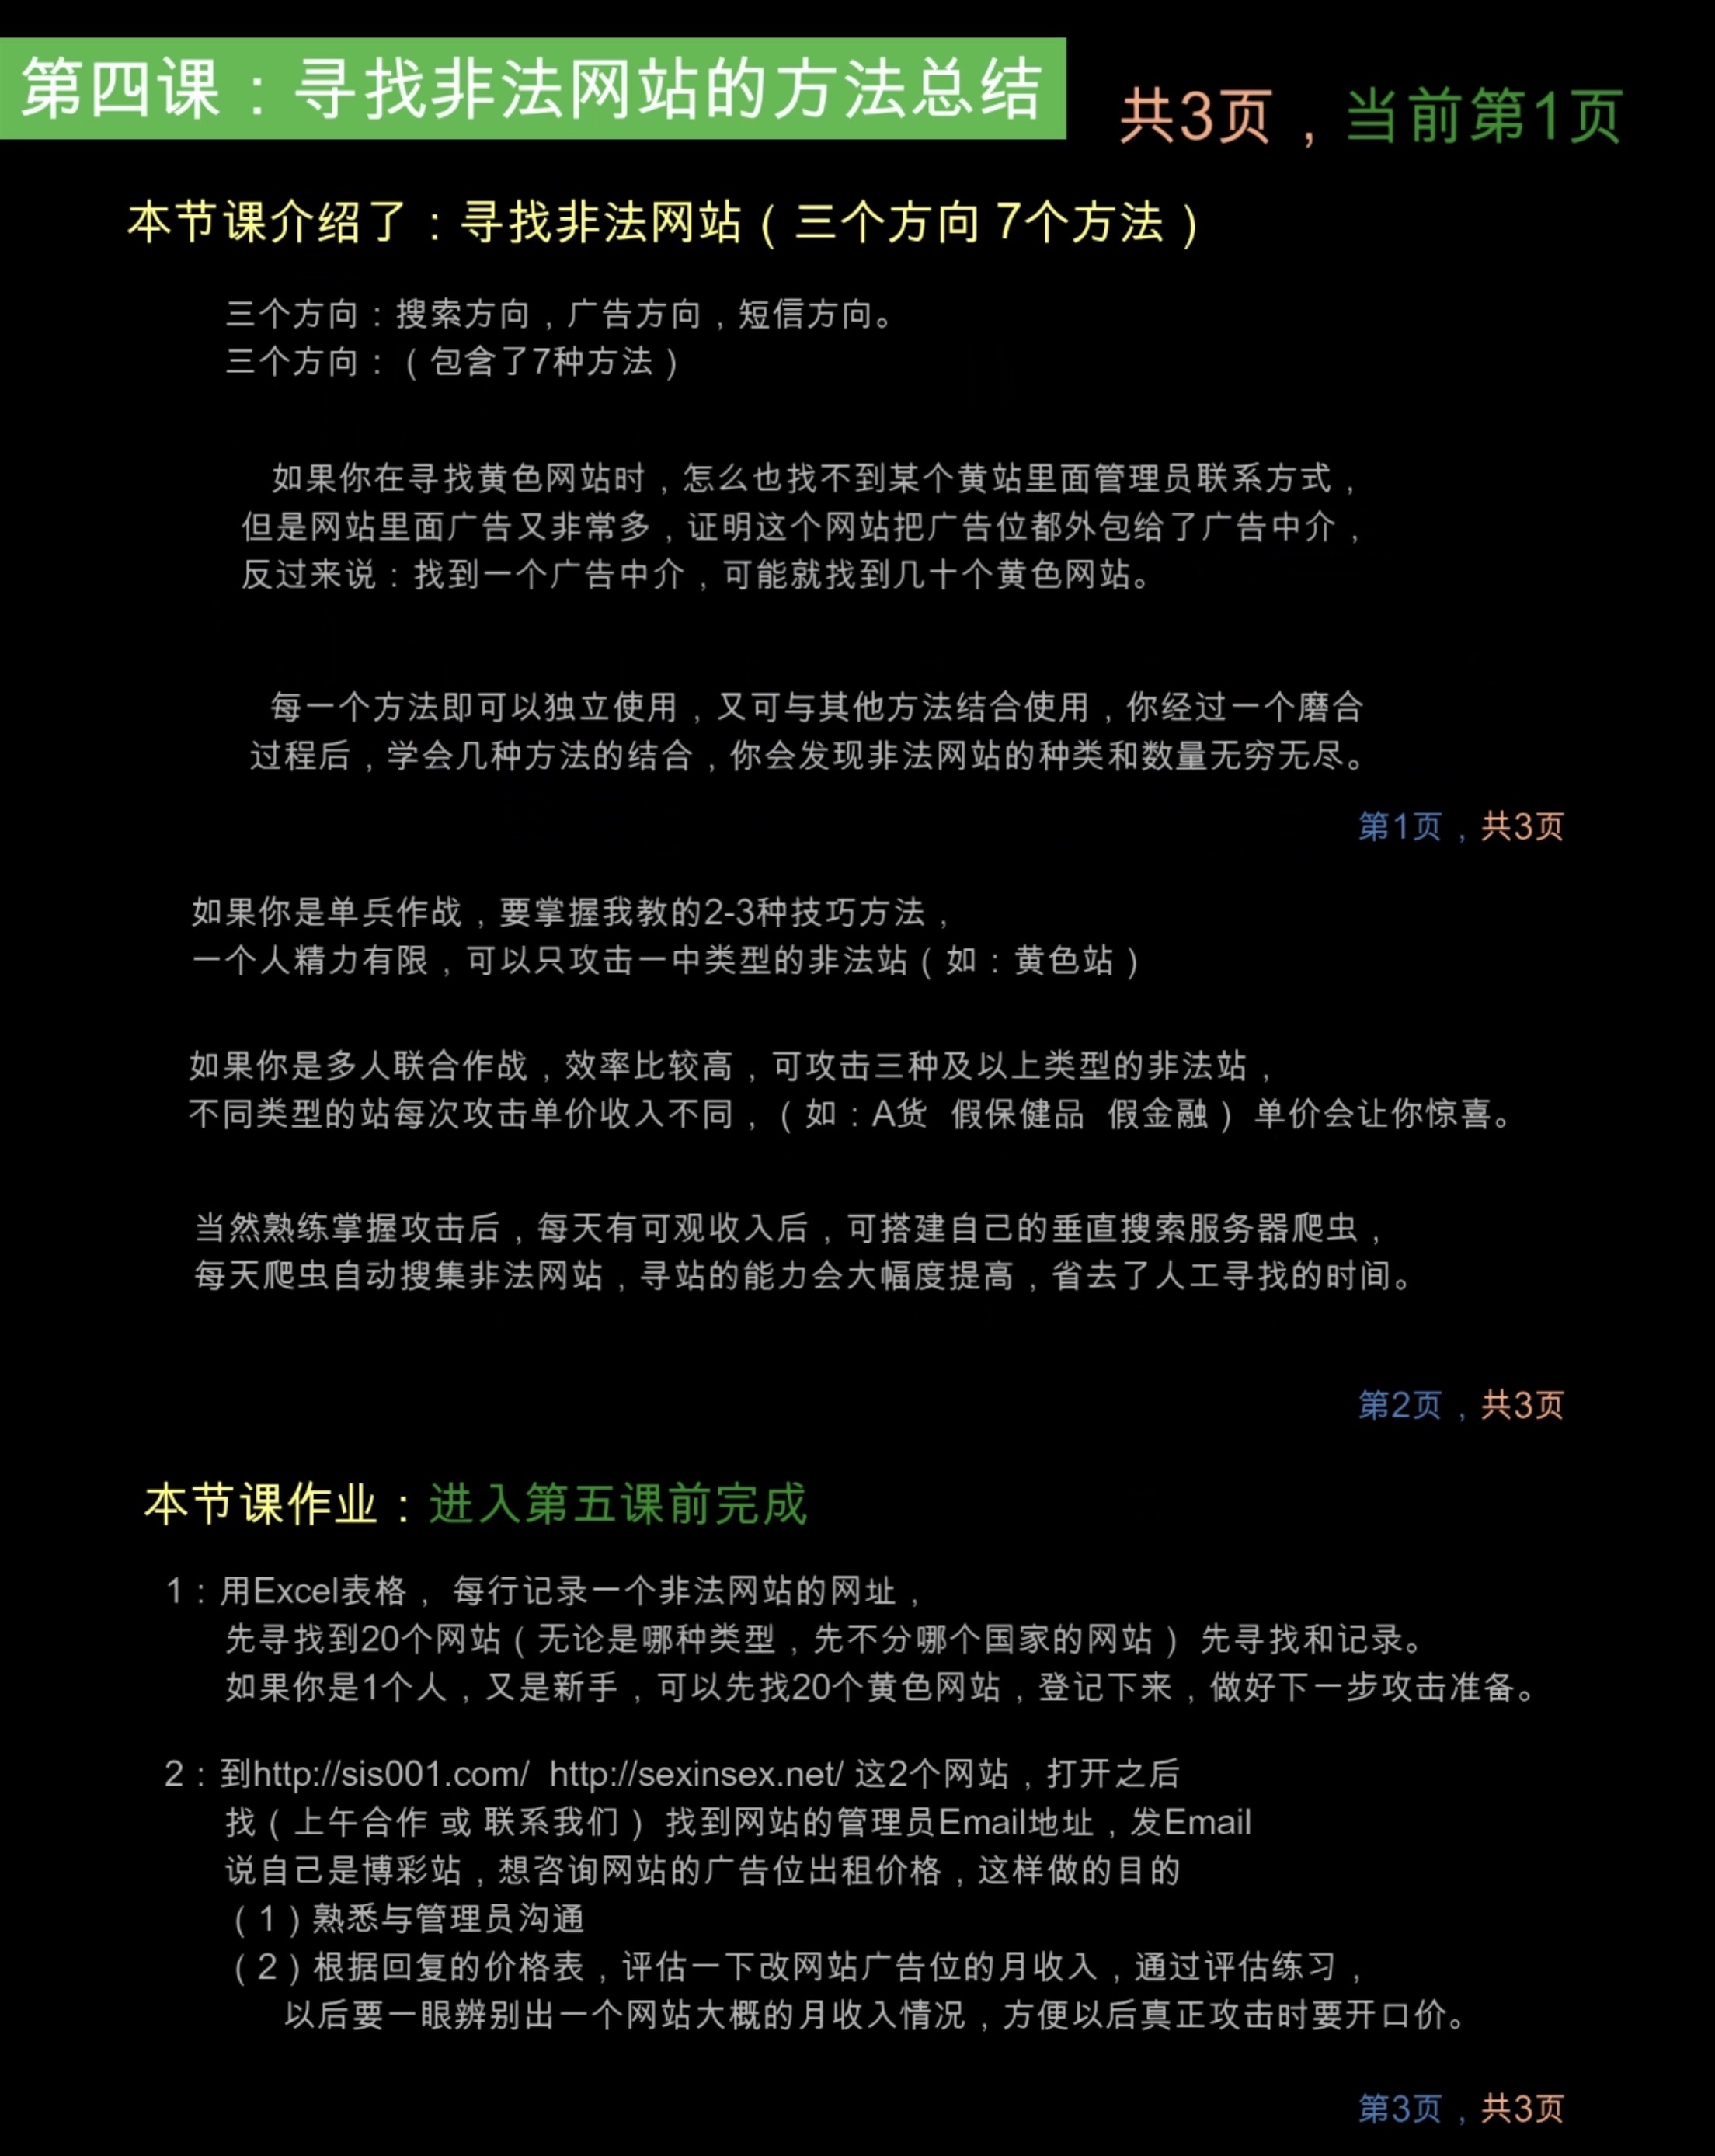 第四课：寻找非法网站的方法总结
共3页，当前第1页
本节课介绍了：寻找非法网站（三个方向 7个方法）
三个方向：搜索方向，广告方向，短信方向。
三个方向：（包含了7种方法）
如果你在寻找黄色网站时，怎么也找不到某个黄站里面管理员联系方式，
但是网站里面广告又非常多，证明这个网站把广告位都外包给了广告中介，
反过来说：找到一个广告中介，可能就找到几十个黄色网站。
每一个方法即可以独立使用，又可与其他方法结合使用，你经过一个磨合
过程后，学会几种方法的结合，你会发现非法网站的种类和数量无穷无尽。
第1页，共3页
如果你是单兵作战，要掌握我教的2-3种技巧方法，
一个人精力有限，可以只攻击一中类型的非法站（如：黄色站）
如果你是多人联合作战，效率比较高，可攻击三种及以上类型的非法站，
不同类型的站每次攻击单价收入不同，（如：A货 假保健品 假金融）单价会让你惊喜。
当然熟练掌握攻击后，每天有可观收入后，可搭建自己的垂直搜索服务器爬虫，
每天爬虫自动搜集非法网站，寻站的能力会大幅度提高，省去了人工寻找的时间。
第2页，共3页
本节课作业：进入第五课前完成
1：用Excel表格， 每行记录一个非法网站的网址，
先寻找到20个网站（无论是哪种类型，先不分哪个国家的网站）先寻找和记录。
如果你是1个人，又是新手，可以先找20个黄色网站，登记下来，做好下一步攻击准备。
2：到http://sis001.com/ http://sexinsex.net/ 这2个网站，打开之后
找（上午合作 或 联系我们）找到网站的管理员Email地址，发Email
说自己是博彩站，想咨询网站的广告位出租价格，这样做的目的
（1）熟悉与管理员沟通
（2）根据回复的价格表，评估一下改网站广告位的月收入，通过评估练习，
以后要一眼辨别出一个网站大概的月收入情况，方便以后真正攻击时要开口价。
第3页，共3页